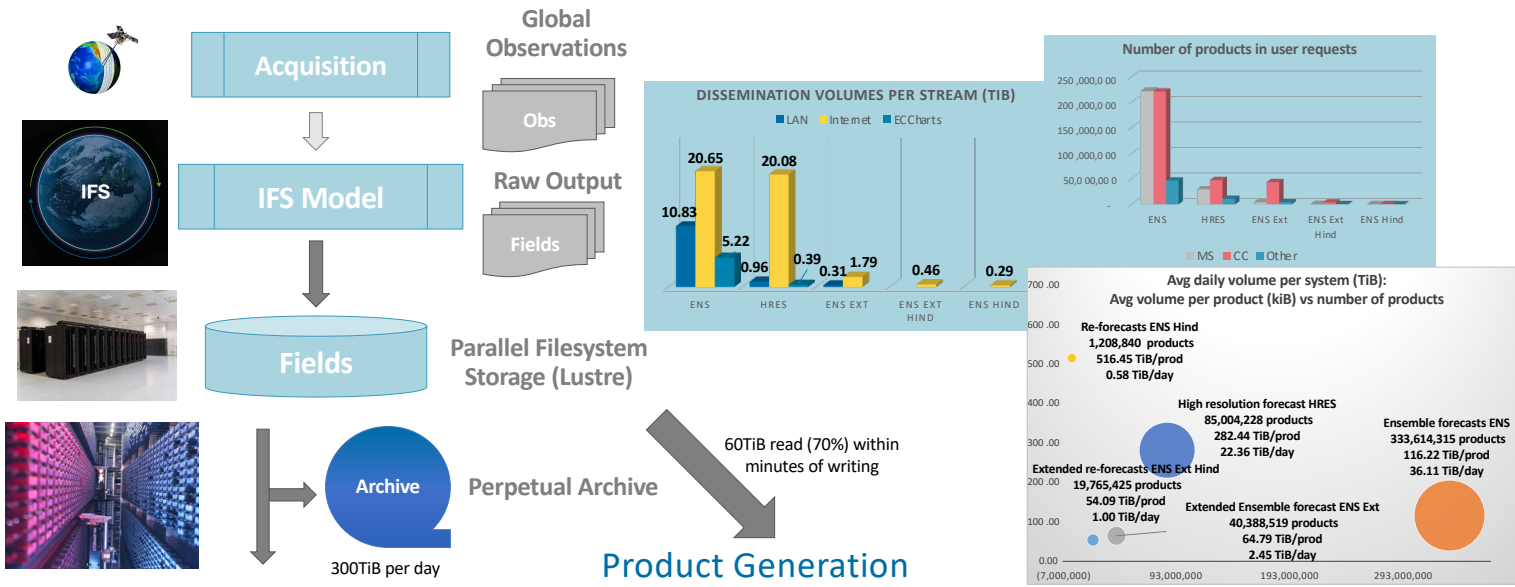 Acquisition
Global
Observations
Obs
IFS
IFS Model
Raw Output
Fields
Fields
Parallel Filesystem
Storage (Lustre)
Archive
Perpetual Archive
300TiB per day
60TiB read (70%) within
minutes of writing
Product Generation
DISSEMINATION VOLUMES PER STREAM (TIB)
LAN Internet ECCharts
20.65
20.08
10.83
5.22
0.96
0.39
0.31
1.79
0.46
0.29
ENS HRES ENS EXT ENS EXT HIND ENS HIND
Number of products in user requests
250 ,000,0 00
200 ,000,0 00
150 ,000,0 00
100 ,000,0 00
50,0 00,00 0
-
ENS HRES ENS Ext ENS Ext Hind ENS Hind
MS CC Other
Avg daily volume per system (TiB):
Avg volume per product (kiB) vs number of products
700 .00
600 .00
500 .00
400 .00
300 .00
200 .00
100 .00
0.00
(7,000,000) 93,000,000 193,000,000 293,000,000
Re-forecasts ENS Hind
1,208,840 products
516.45 TiB/prod
0.58 TiB/day
High resolution forecast HRES
85,004,228 products
282.44 TiB/prod
22.36 TiB/day
Ensemble forecasts ENS
333,614,315 products
116.22 TiB/prod
36.11 TiB/day
Extended re-forecasts ENS Ext Hind
19,765,425 products
54.09 TiB/prod
1.00 TiB/day
Extended Ensemble forecast ENS Ext
40,388,519 products
64.79 TiB/prod
2.45 TiB/day